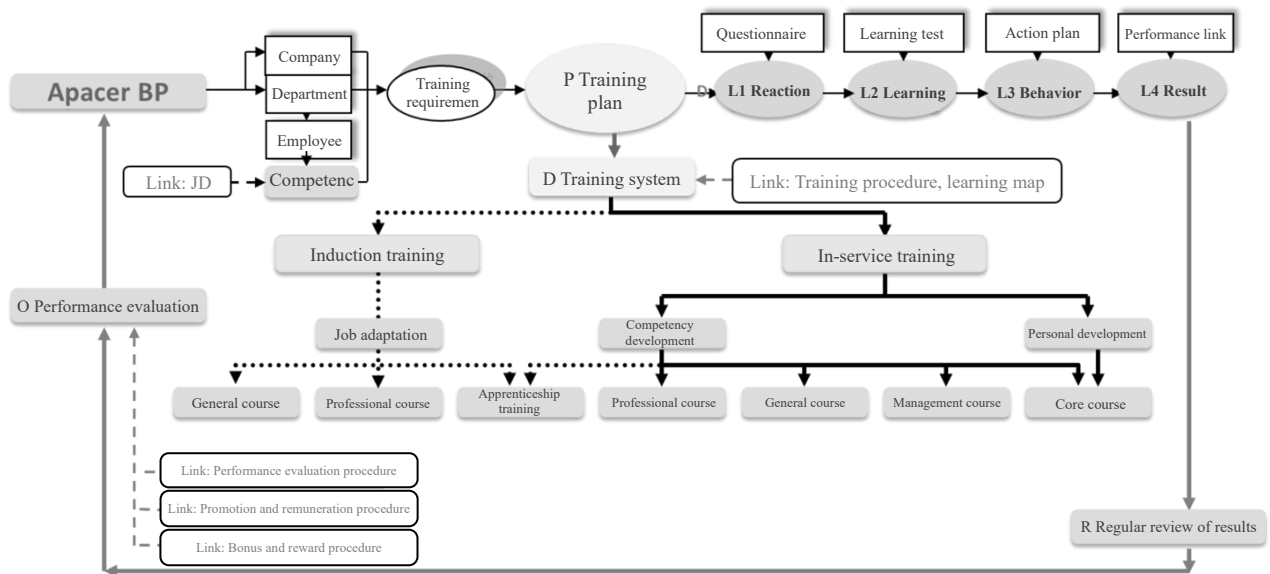 Questionnaire
Learning test
Action plan
Performance link
Company
Apacer BP
Department
Training
requiremen
P Training
plan
D
L1 Reaction
L2 Learning
L3 Behavior
L4 Result
Employee
Link: JD
Competenc
D Training system
Link: Training procedure, learning map
Induction training
In-service training
O Performance evaluation
Job adaptation
Competency
development
Personal development
General course
Professional course
Apprenticeship
training
Professional course
General course
Management course
Core course
Link: Performance evaluation procedure
Link: Promotion and remuneration procedure
Link: Bonus and reward procedure
R Regular review of results